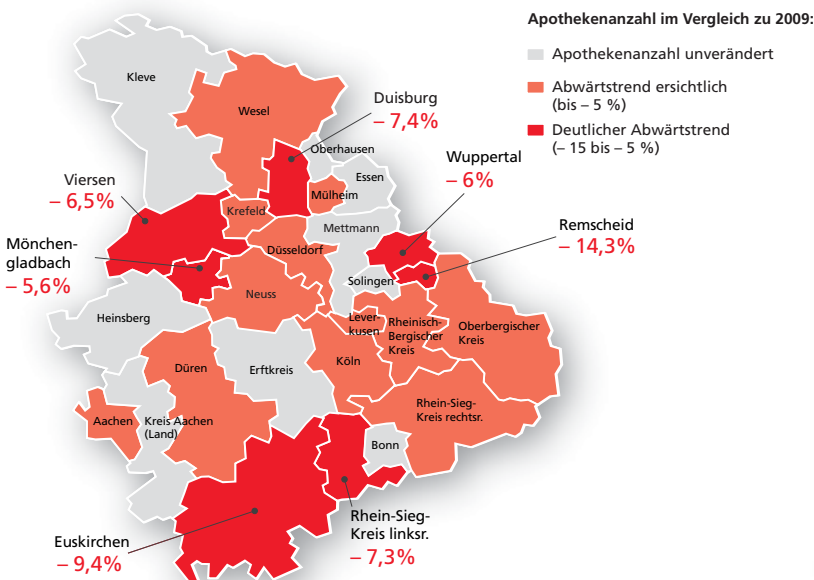 Apothekenanzahl im Vergleich zu 2009:
Apothekenanzahl unverändert
Abwärtstrend ersichtlich
(bis – 5 %)
Deutlicher Abwärtstrend
(– 15 bis – 5 %)
Kleve
Wesel
Duisburg
– 7,4%
Oberhausen
Essen
Wuppertal
– 6%
Viersen
– 6,5%
Krefeld
Mülheim
Mettmann
Remscheid
– 14,3%
Mönchen-
gladbach
– 5,6%
Düsseldorf
Solingen
Neuss
Heinsberg
Lever-
kusen
Rheinisch-
Bergischer
Kreis
Oberbergischer
Kreis
Düren
Erftkreis
Köln
Aachen
Kreis Aachen
(Land)
Rhein-Sieg-
Kreis rechtsr.
Bonn
Euskirchen
– 9,4%
Rhein-Sieg-
Kreis linksr.
– 7,3%